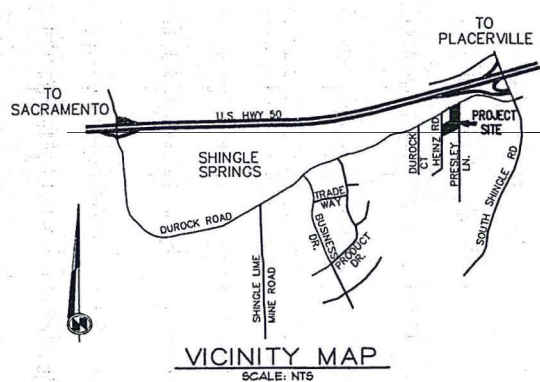 TO
PLACERVILLE
TO
SACRAMENTO
U.S. HWY 50
PROJECT
SITE
SHINGLE
SPRINGS
DUROCK
CT
HEINZ RD
PRESLEY
LN.
SOUTH SHINGLE RD
TRADE
WAY
DUROCK ROAD
BUSINESS
DR.
PRODUCT
DR.
SHINGLE LIME
MINE ROAD
N
VICINITY MAP
SCALE: NTS